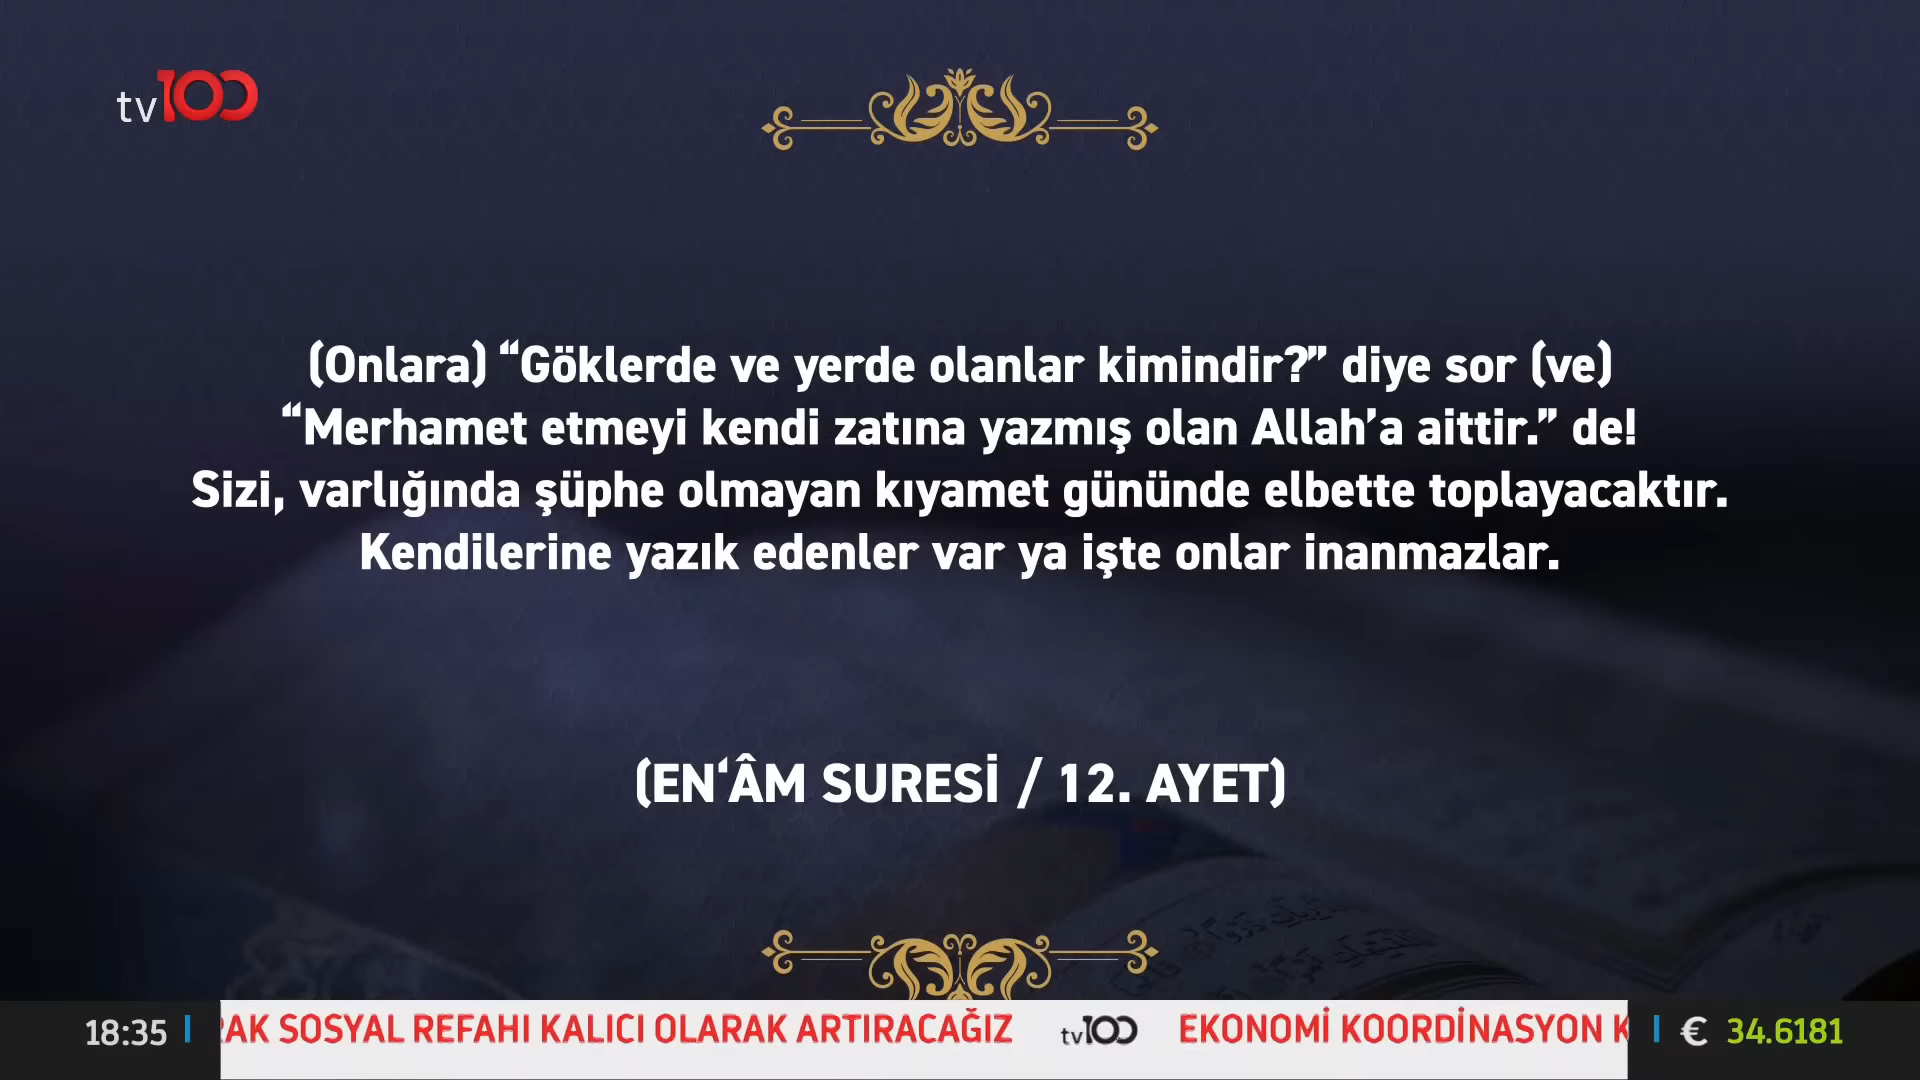 tv100
(Onlara) “Göklerde ve yerde olanlar kimindir?” diye sor (ve)
“Merhamet etmeyi kendi zatına yazmış olan Allah’a aittir.” de!
Sizi, varlığında şüphe olmayan kıyamet gününde elbette toplayacaktır.
Kendilerine yazık edenler var ya işte onlar inanmazlar.
(EN‘ÂM SURESİ / 12. AYET)
18:35 RAK SOSYAL REFAHI KALICI OLARAK ARTIRACAĞIZ tv100 EKONOMİ KOORDİNASYON K € 34.6181